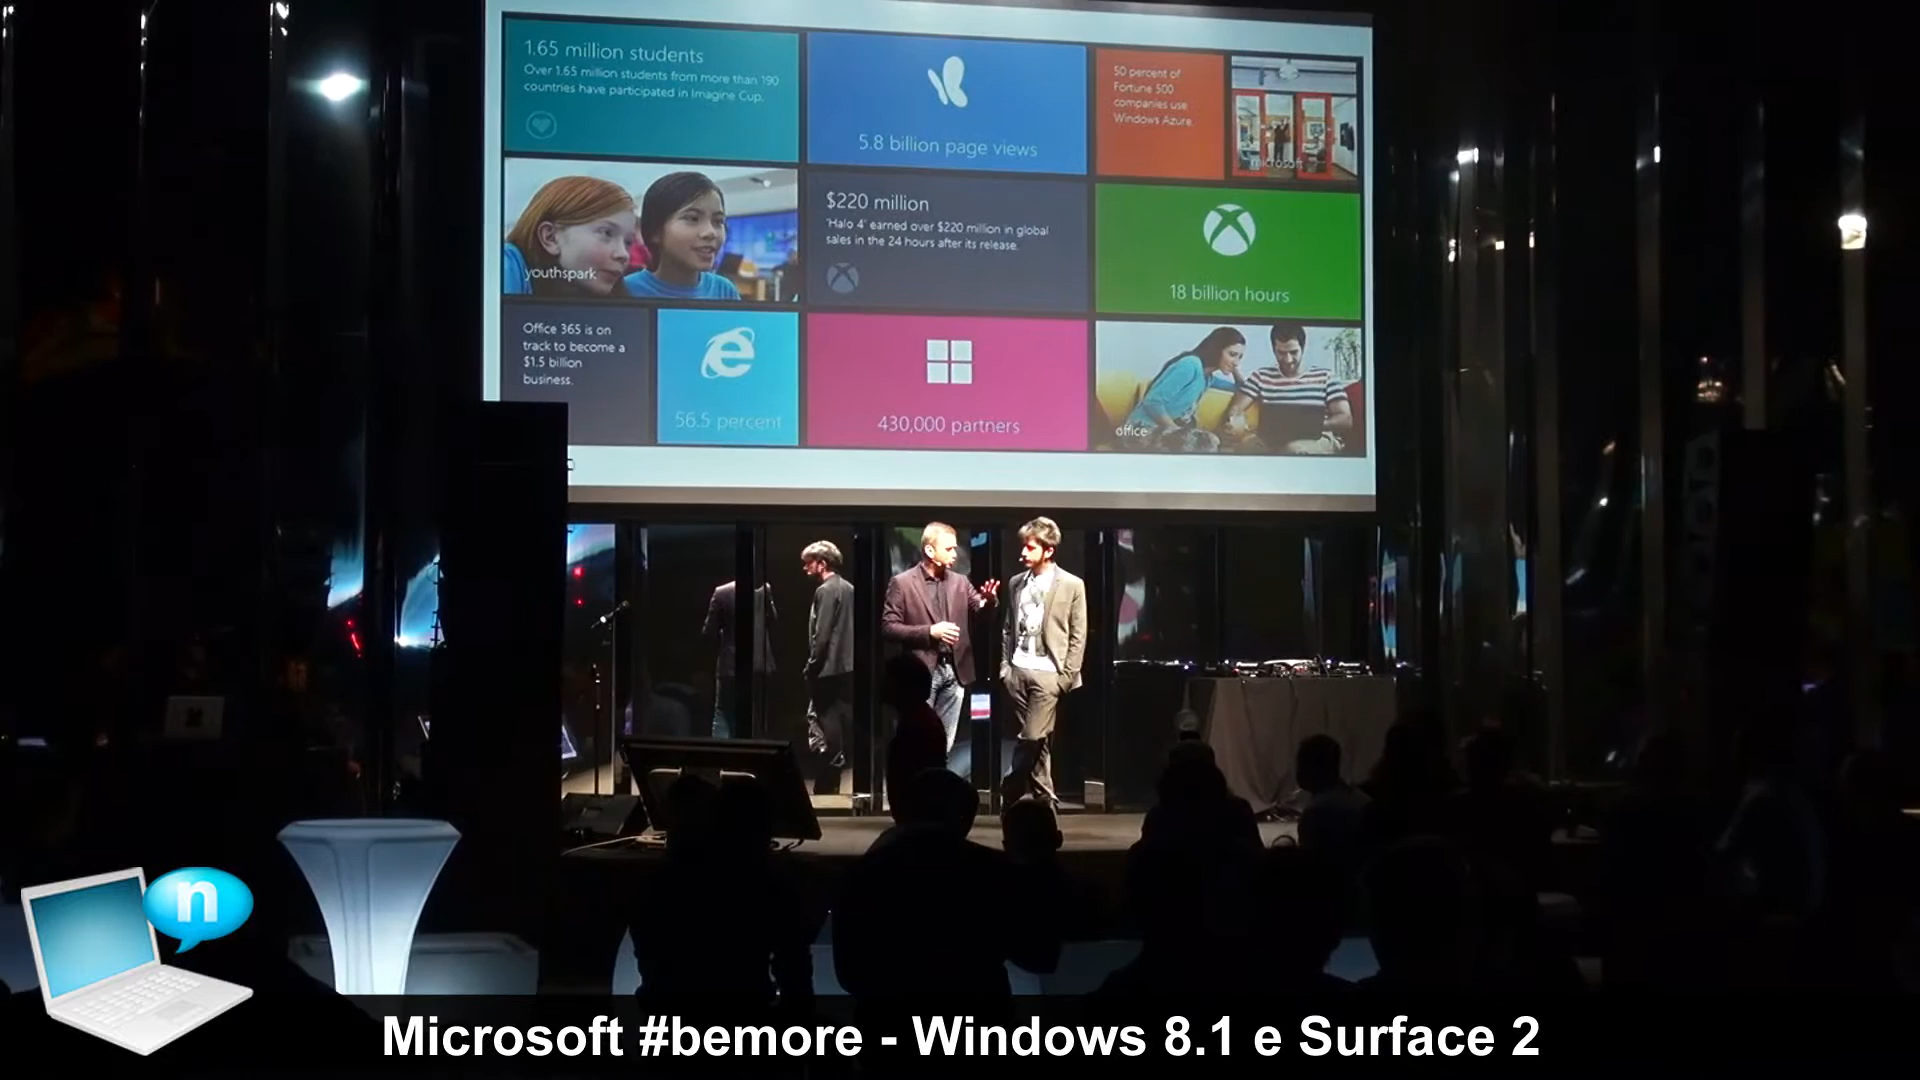 1.65 million students
Over 1.65 million students from more than 190
countries have participated in Imagine Cup.
5.8 billion page views
50 percent of
Fortune 500
companies use
Windows Azure.
microsoft
youthspark
$220 million
'Halo 4' earned over $220 million in global
sales in the 24 hours after its release.
18 billion hours
Office 365 is on
track to become a
$1.5 billion
business.
56.5 percent
430,000 partners
office
n
Microsoft #bemore - Windows 8.1 e Surface 2